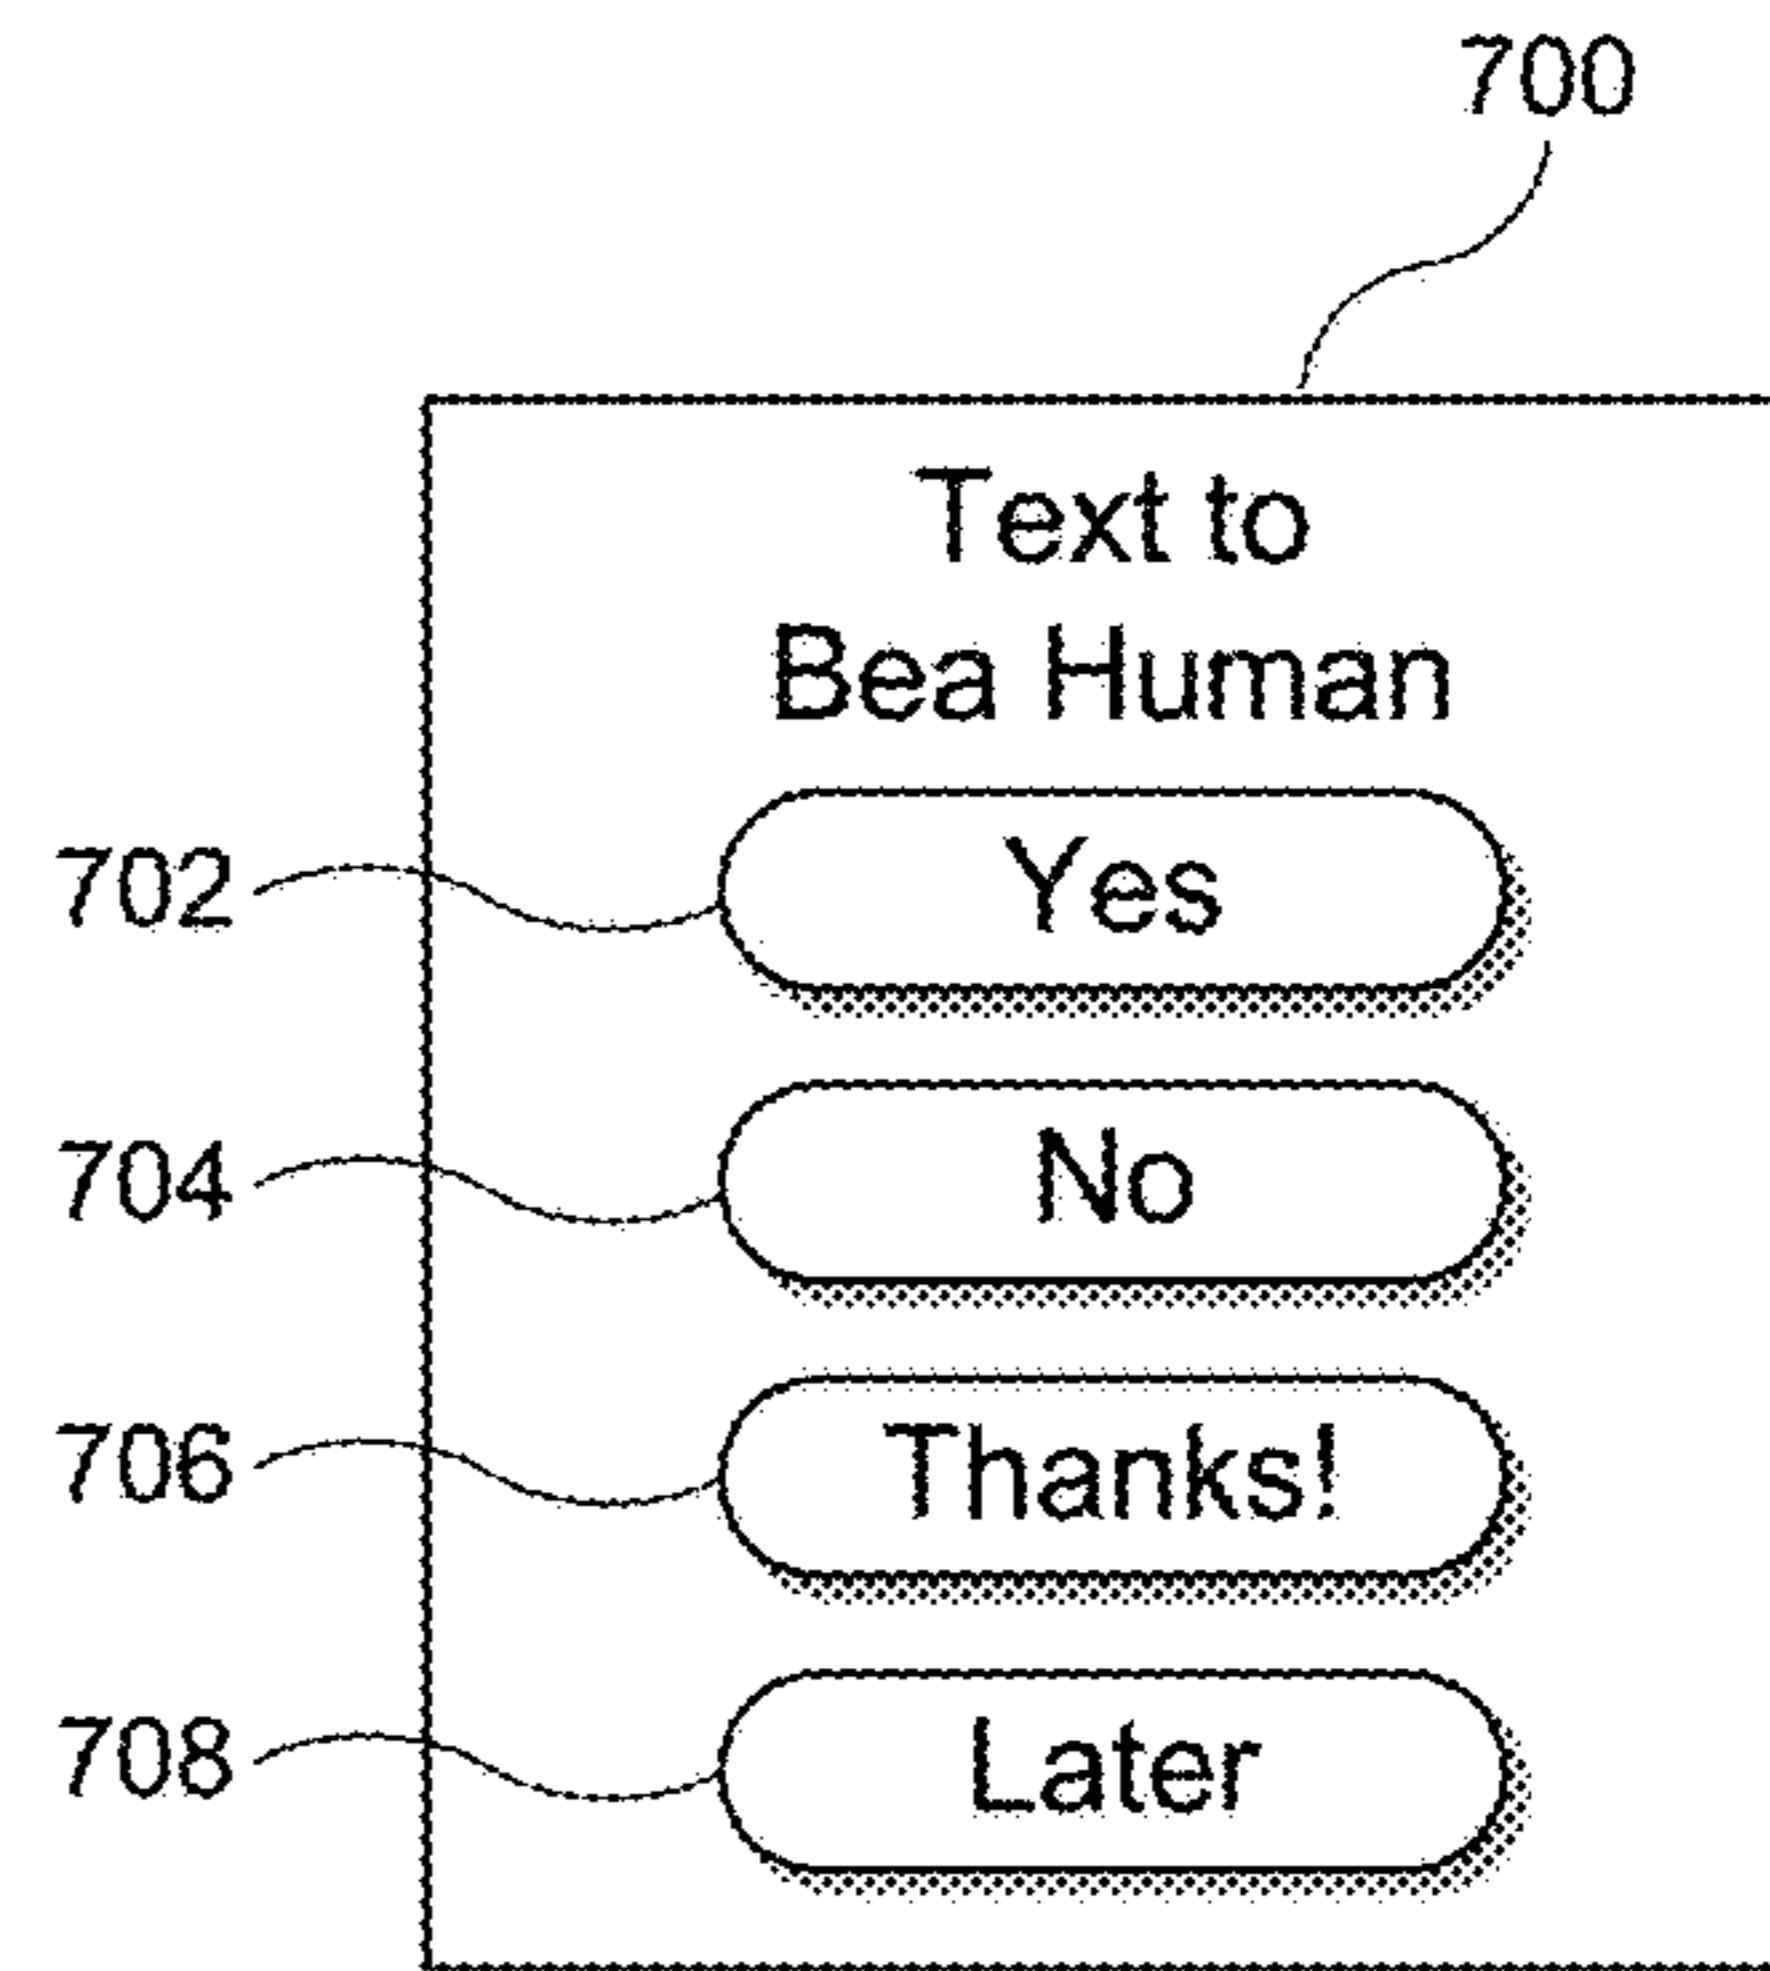 700
Text to
Bea Human
702 Yes
704 No
706 Thanks!
708 Later